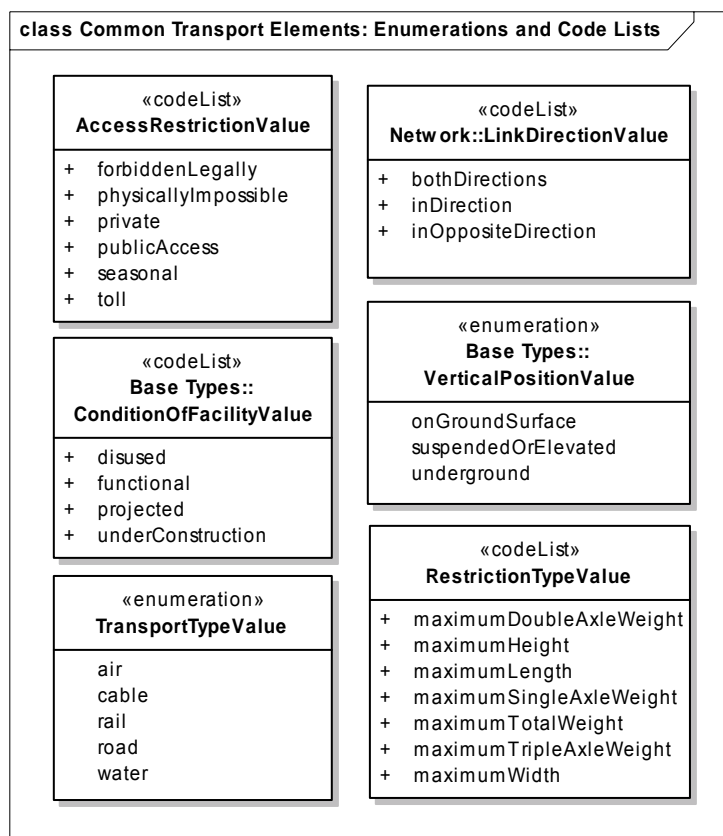 class Common Transport Elements: Enumerations and Code Lists
«codeList»
AccessRestrictionValue
+ forbiddenLegally
+ physicallyImpossible
+ private
+ publicAccess
+ seasonal
+ toll
«codeList»
Network::LinkDirectionValue
+ bothDirections
+ inDirection
+ inOppositeDirection
«codeList»
Base Types::
ConditionOfFacilityValue
+ disused
+ functional
+ projected
+ underConstruction
«enumeration»
Base Types::
VerticalPositionValue
onGroundSurface
suspendedOrElevated
underground
«enumeration»
TransportTypeValue
air
cable
rail
road
water
«codeList»
RestrictionTypeValue
+ maximumDoubleAxleWeight
+ maximumHeight
+ maximumLength
+ maximumSingleAxleWeight
+ maximumTotalWeight
+ maximumTripleAxleWeight
+ maximumWidth